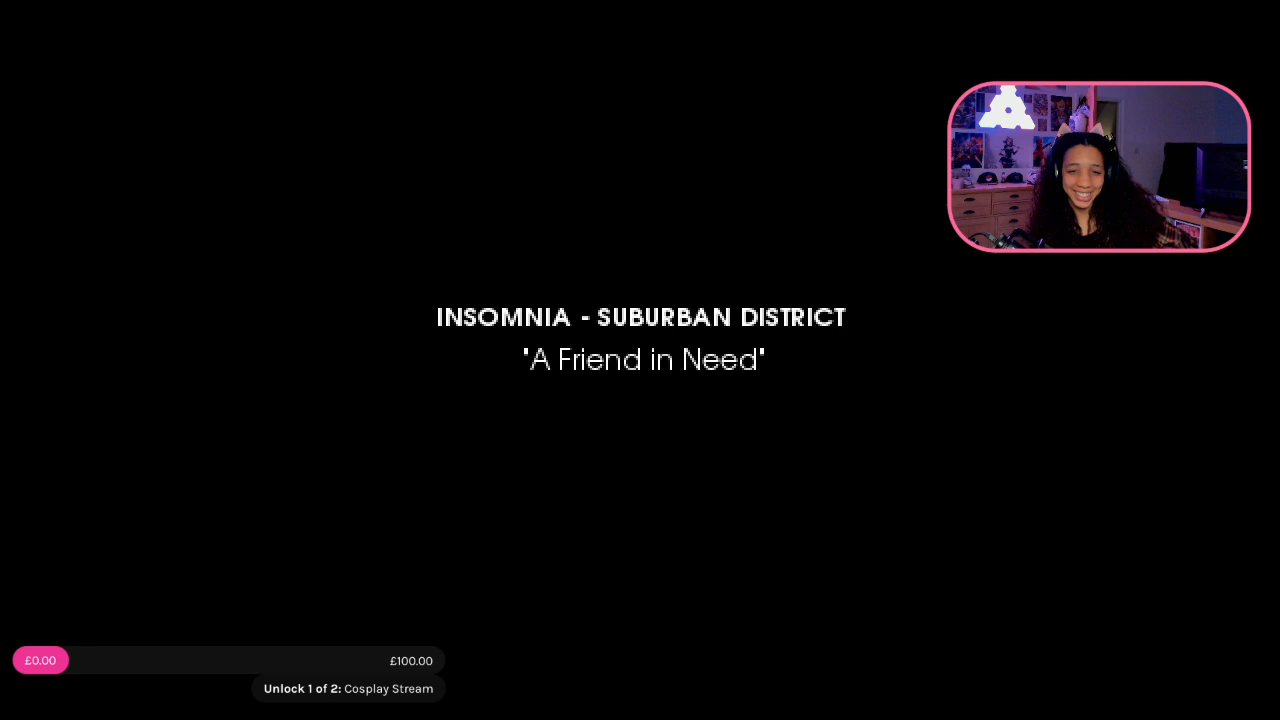 INSOMNIA - SUBURBAN DISTRICT
"A Friend in Need"
£0.00 £100.00
Unlock 1 of 2: Cosplay Stream